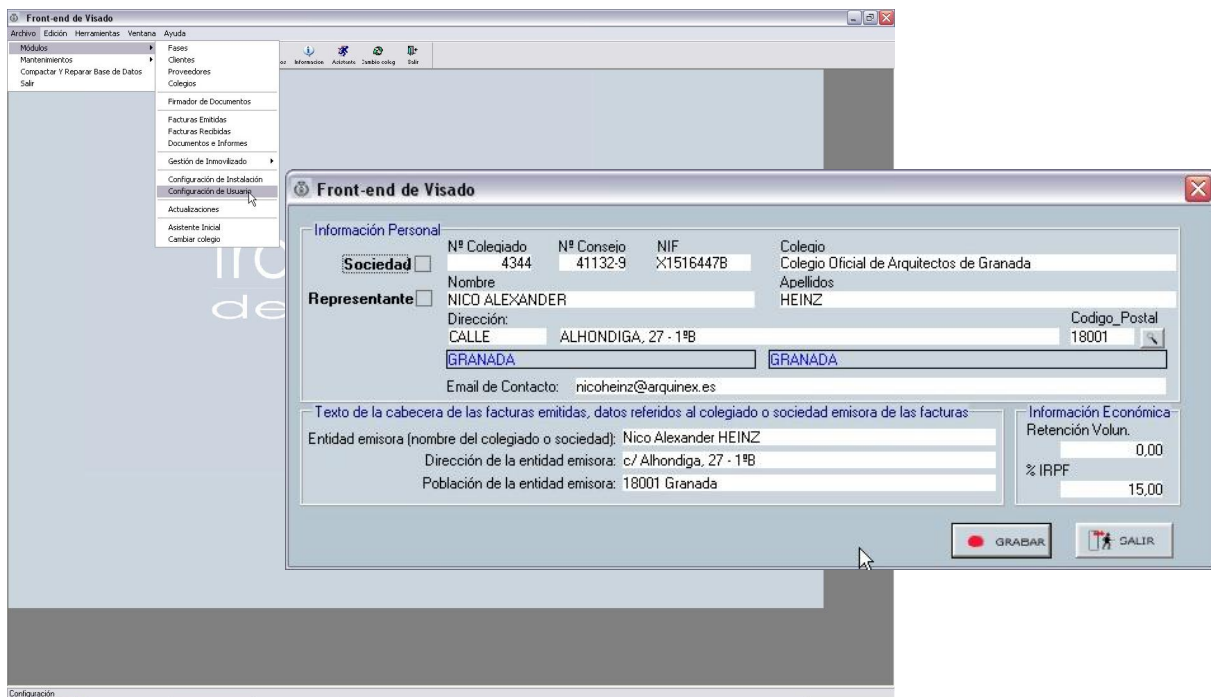 Front-end de Visado
Archivo Edición Herramientas Ventana Ayuda
Módulos
Mantenimientos
Compactar Y Reparar Base de Datos
Salir
Fases
Clientes
Proveedores
Colegios
Firmador de Documentos
Facturas Emitidas
Facturas Recibidas
Documentos e Informes
Gestión de Inmovilizado
Configuración de Instalación
Configuración de Usuario
Actualizaciones
Asistente Inicial
Cambiar colegio
Informacion Asistente Cambio coleg Salir
de
Front-end de Visado
Información Personal
Nº Colegiado Nº Consejo NIF Colegio
Sociedad 4344 41132-9 X1516447B Colegio Oficial de Arquitectos de Granada
Nombre Apellidos
Representante NICO ALEXANDER HEINZ
Dirección: Codigo_Postal
CALLE ALHONDIGA, 27 - 1ºB 18001
GRANADA GRANADA
Email de Contacto: nicoheinz@arquinex.es
Texto de la cabecera de las facturas emitidas, datos referidos al colegiado o sociedad emisora de las facturas
Entidad emisora (nombre del colegiado o sociedad): Nico Alexander HEINZ
Dirección de la entidad emisora: c/ Alhondiga, 27 - 1ºB
Población de la entidad emisora: 18001 Granada
Información Económica
Retención Volun.
0,00
% IRPF
15,00
GRABAR SALIR
Configuración